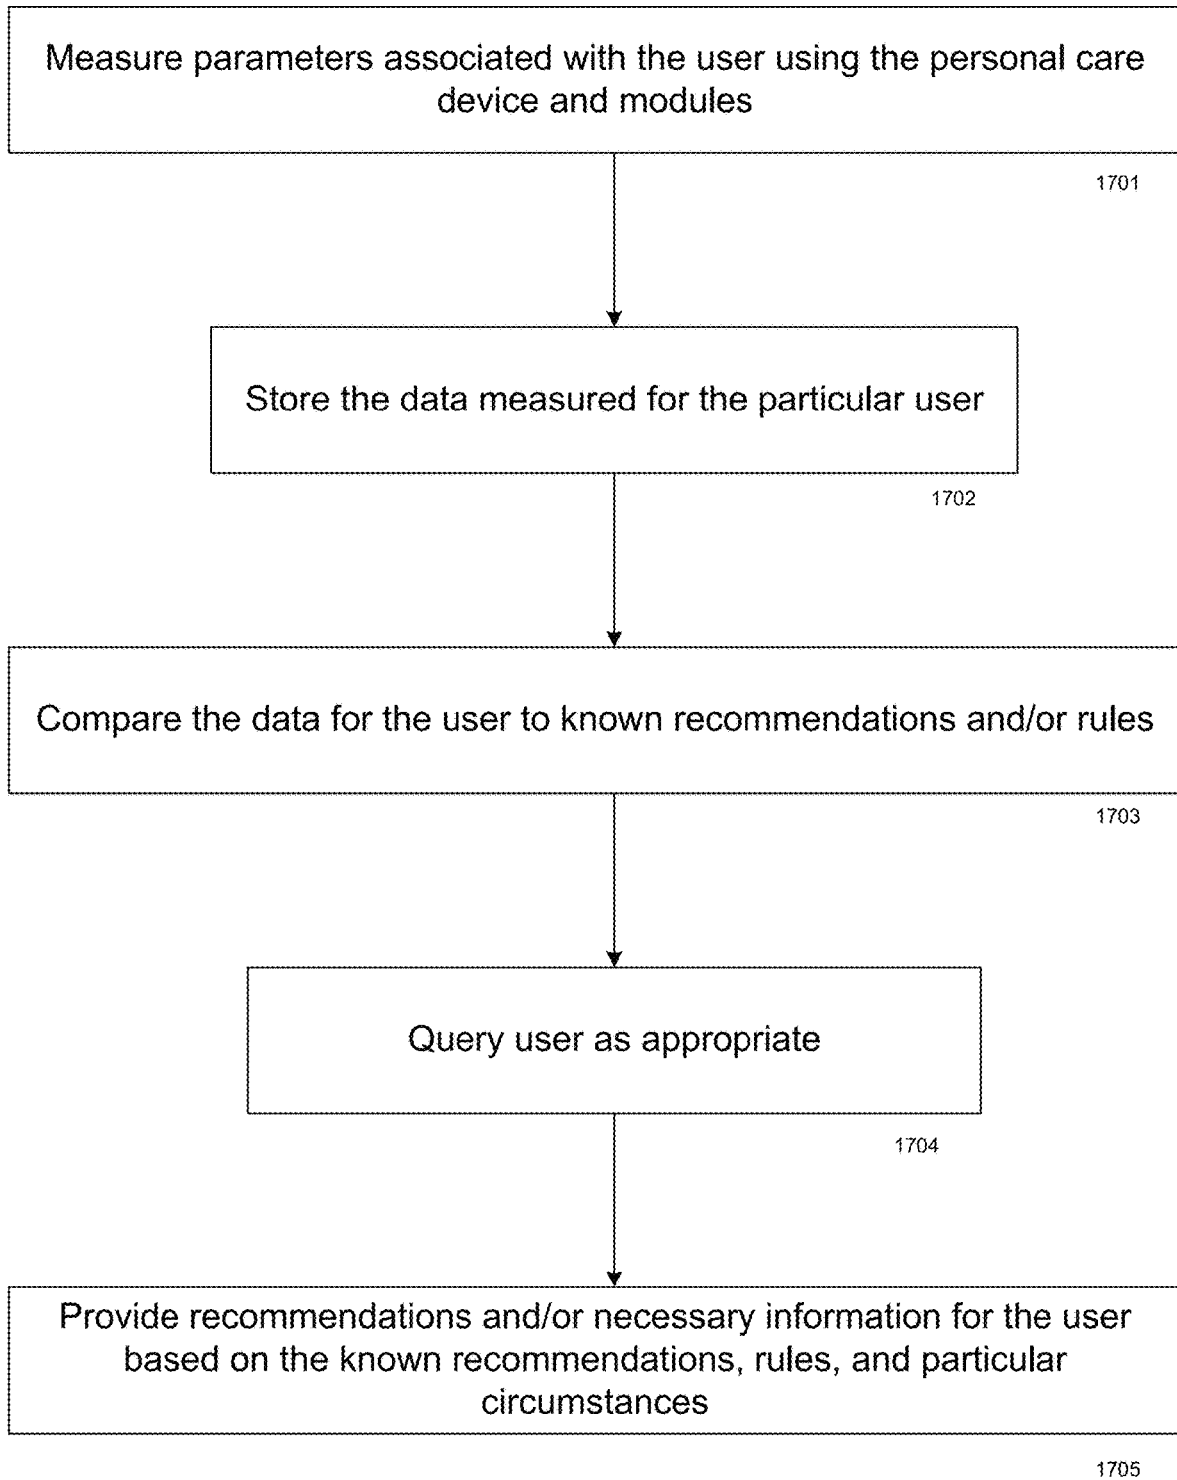 Measure parameters associated with the user using the personal care
device and modules
1701
Store the data measured for the particular user
1702
Compare the data for the user to known recommendations and/or rules
1703
Query user as appropriate
1704
Provide recommendations and/or necessary information for the user
based on the known recommendations, rules, and particular
circumstances
1705